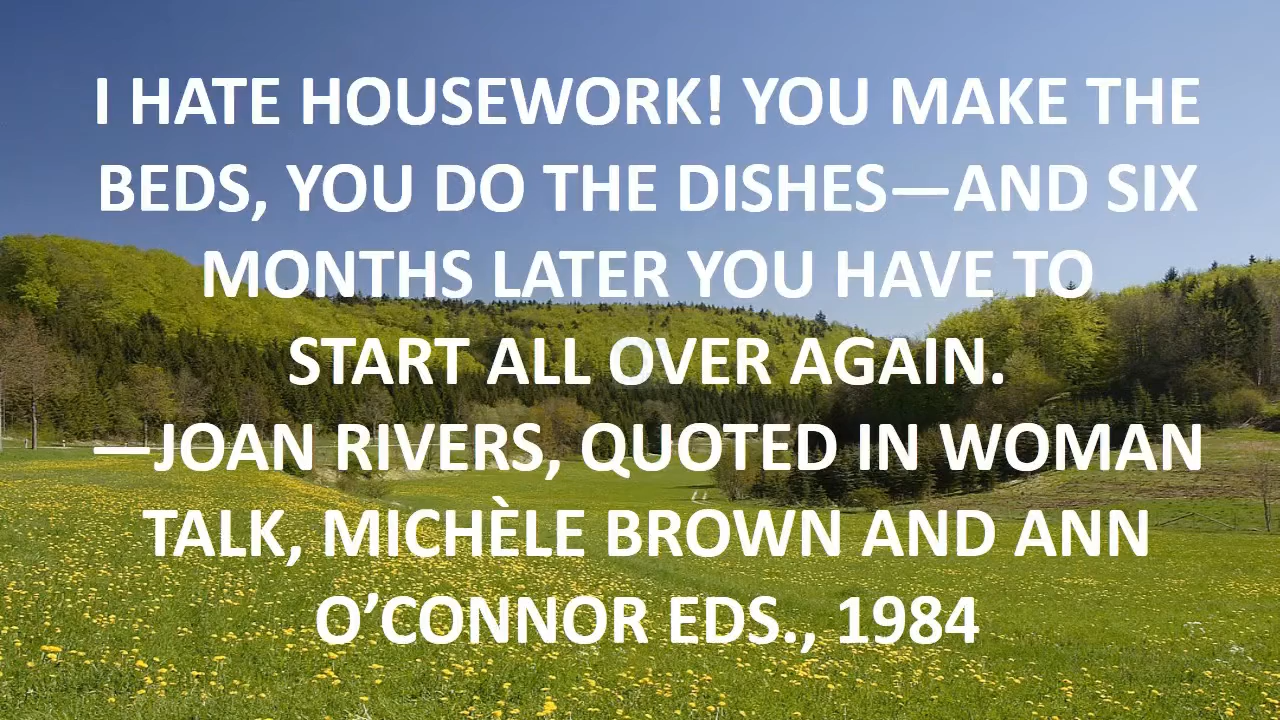 I HATE HOUSEWORK! YOU MAKE THE
BEDS, YOU DO THE DISHES—AND SIX
MONTHS LATER YOU HAVE TO
START ALL OVER AGAIN.
—JOAN RIVERS, QUOTED IN WOMAN
TALK, MICHÈLE BROWN AND ANN
O’CONNOR EDS., 1984